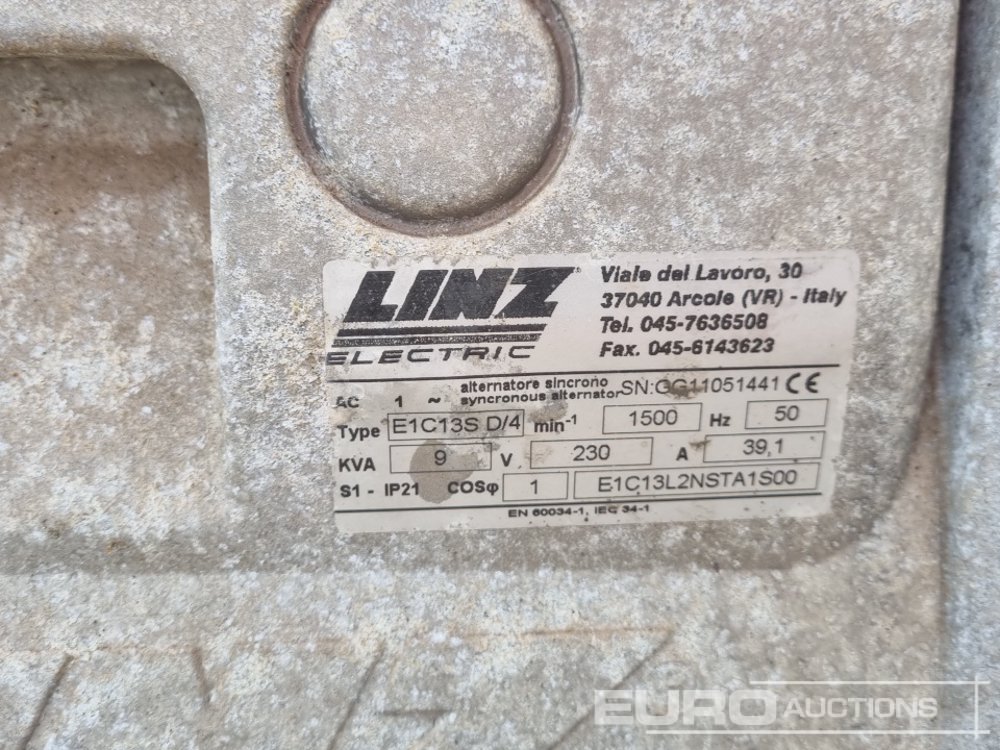 LINZ
ELECTRIC
Viale del Lavoro, 30
37040 Arcole (VR) - Italy
Tel. 045-7636508
Fax. 045-6143623
AC 1 ~ alternatore sincrono
syncronous alternator
SN:GG11051441 CE
Type E1C13S D/4 min-1 1500 Hz 50
KVA 9 V 230 A 39,1
S1 - IP21 COSφ 1 E1C13L2NSTA1S00
EN 60034-1, IEC 34-1
EURO AUCTIONS